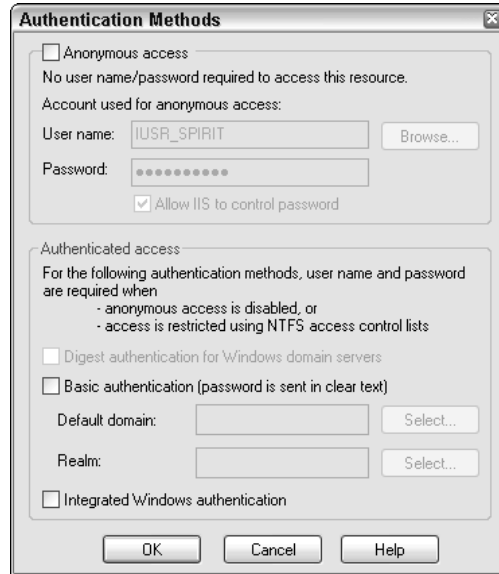 Authentication Methods
Anonymous access
No user name/password required to access this resource.
Account used for anonymous access:
User name: IUSR_SPIRIT Browse...
Password: ●●●●●●●●●●
Allow IIS to control password
Authenticated access
For the following authentication methods, user name and password
are required when
- anonymous access is disabled, or
- access is restricted using NTFS access control lists
Digest authentication for Windows domain servers
Basic authentication (password is sent in clear text)
Default domain: Select...
Realm: Select...
Integrated Windows authentication
OK Cancel Help